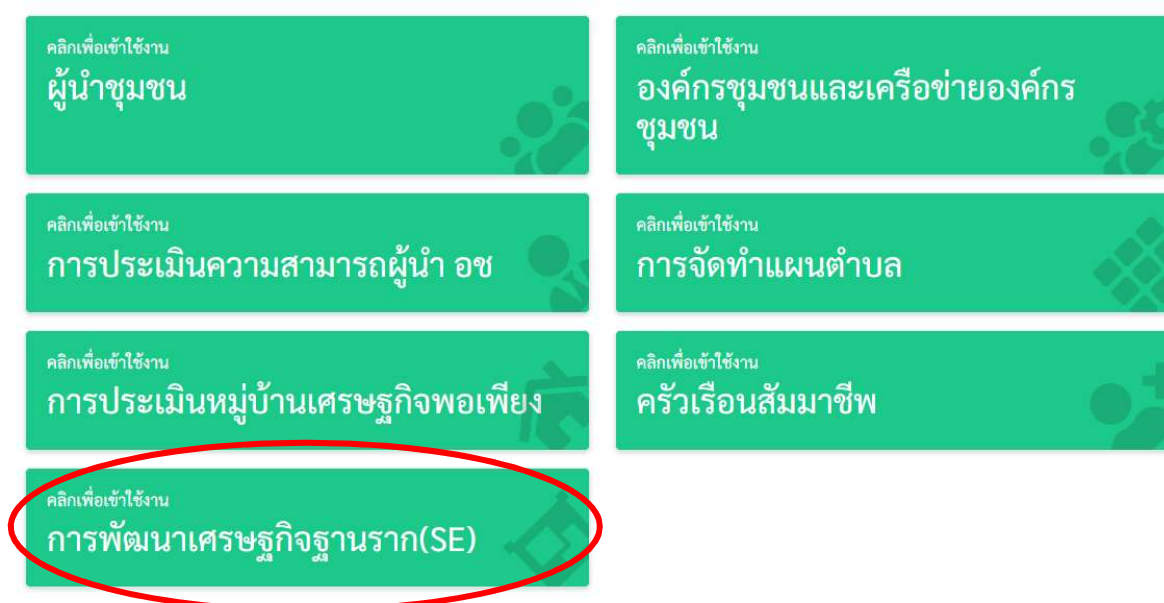 คลิกเพื่อเข้าใช้งาน
ผู้นำชุมชน
คลิกเพื่อเข้าใช้งาน
องค์กรชุมชนและเครือข่ายองค์กร
ชุมชน
คลิกเพื่อเข้าใช้งาน
การประเมินความสามารถผู้นำ อช
คลิกเพื่อเข้าใช้งาน
การจัดทำแผนตำบล
คลิกเพื่อเข้าใช้งาน
การประเมินหมู่บ้านเศรษฐกิจพอเพียง
คลิกเพื่อเข้าใช้งาน
ครัวเรือนสัมมาชีพ
คลิกเพื่อเข้าใช้งาน
การพัฒนาเศรษฐกิจฐานราก(SE)